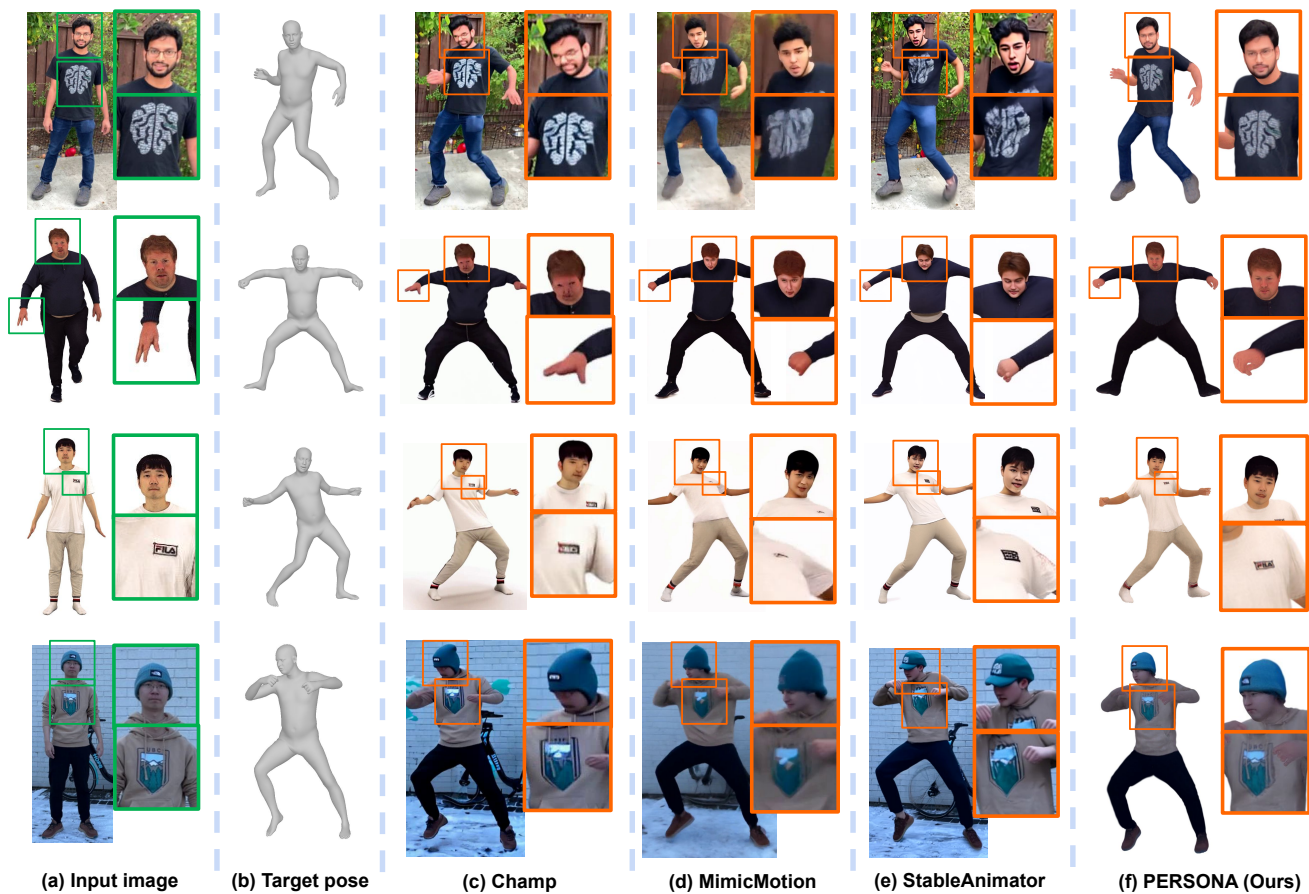 FILA
(a) Input image
(b) Target pose
(c) Champ
(d) MimicMotion
(e) StableAnimator
(f) PERSONA (Ours)